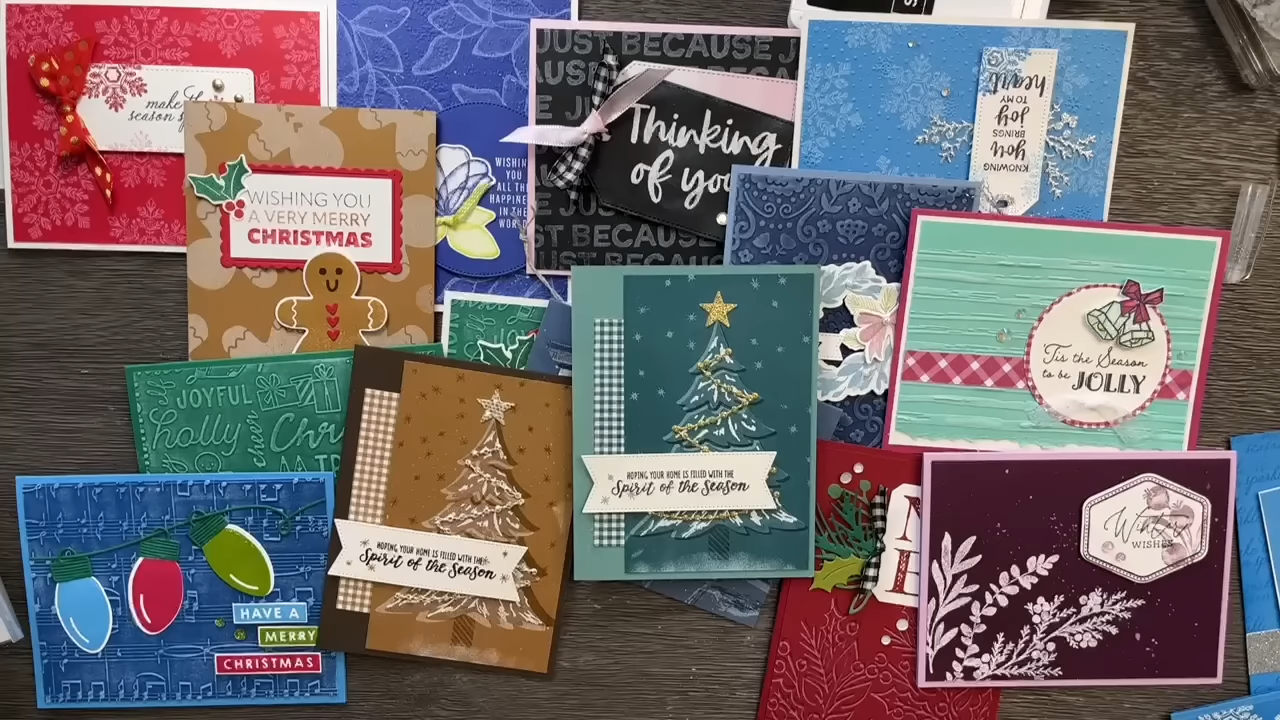 make
season
WISHING YOU
A VERY MERRY
CHRISTMAS
WISHING
YOU
ALL THE
HAPPINE
IN THE
WORLD
JUST BECAUSE
BECAUSE
Thinking
of you
ST BECAUSE
KNOWING
you
BRINGS
joy
TO MY
heart
'Tis the Season
to be JOLLY
JOYFUL
holly
cheer
HOPING YOUR HOME IS FILLED WITH THE
Spirit of the Season
HOPING YOUR HOME IS FILLED WITH THE
Spirit of the Season
Winter
WISHES
HAVE A
MERRY
CHRISTMAS